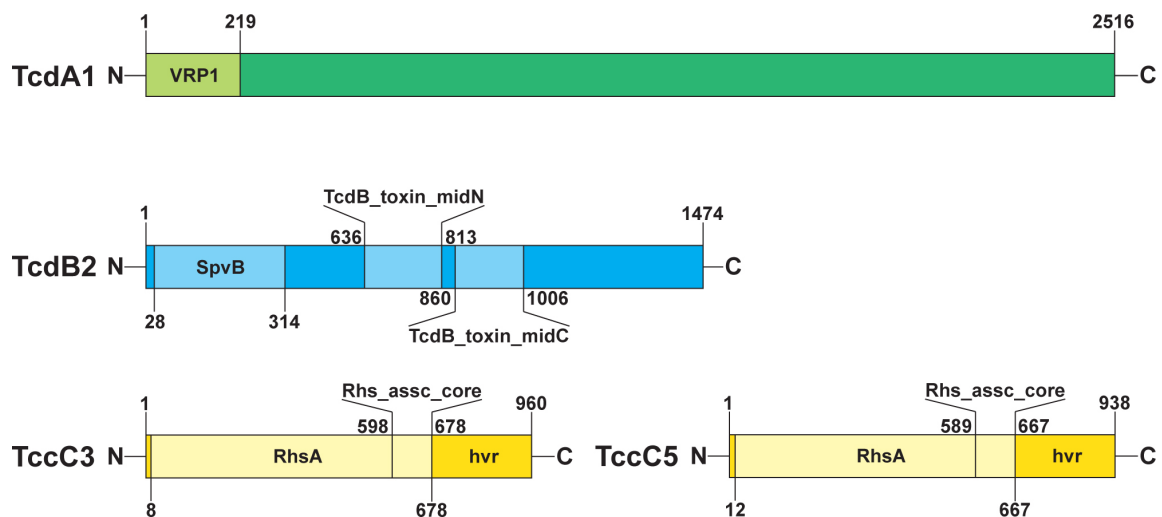 1 219 2516
TcdA1 N VRP1 C
TcdB_toxin_midN
1 1474
636 813
TcdB2 N SpvB C
860 1006
28 314
TcdB_toxin_midC
Rhs_assc_core Rhs_assc_core
1 960 1 938
598 678 589 667
TccC3 N RhsA hvr C TccC5 N RhsA hvr C
8 678 12 667